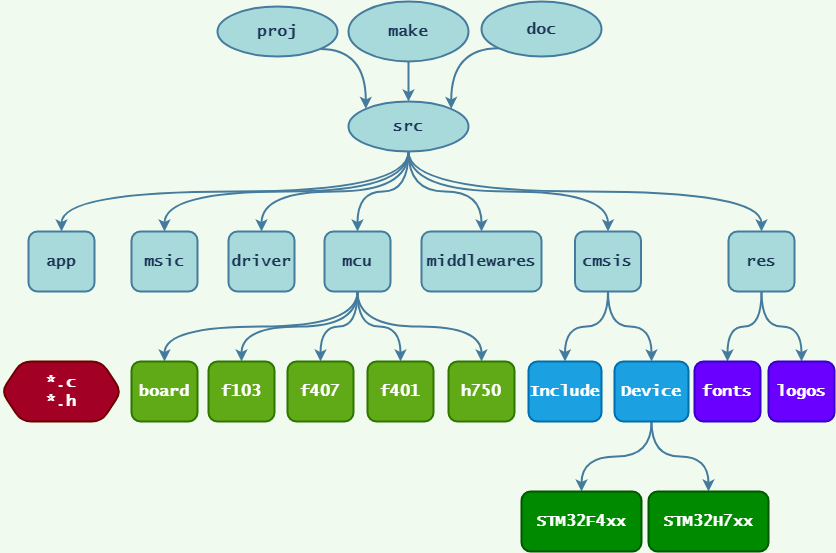 proj
make
doc
src
app
msic
driver
mcu
middlewares
cmsis
res
*.c
*.h
board
f103
f407
f401
h750
Include
Device
fonts
logos
STM32F4xx
STM32H7xx